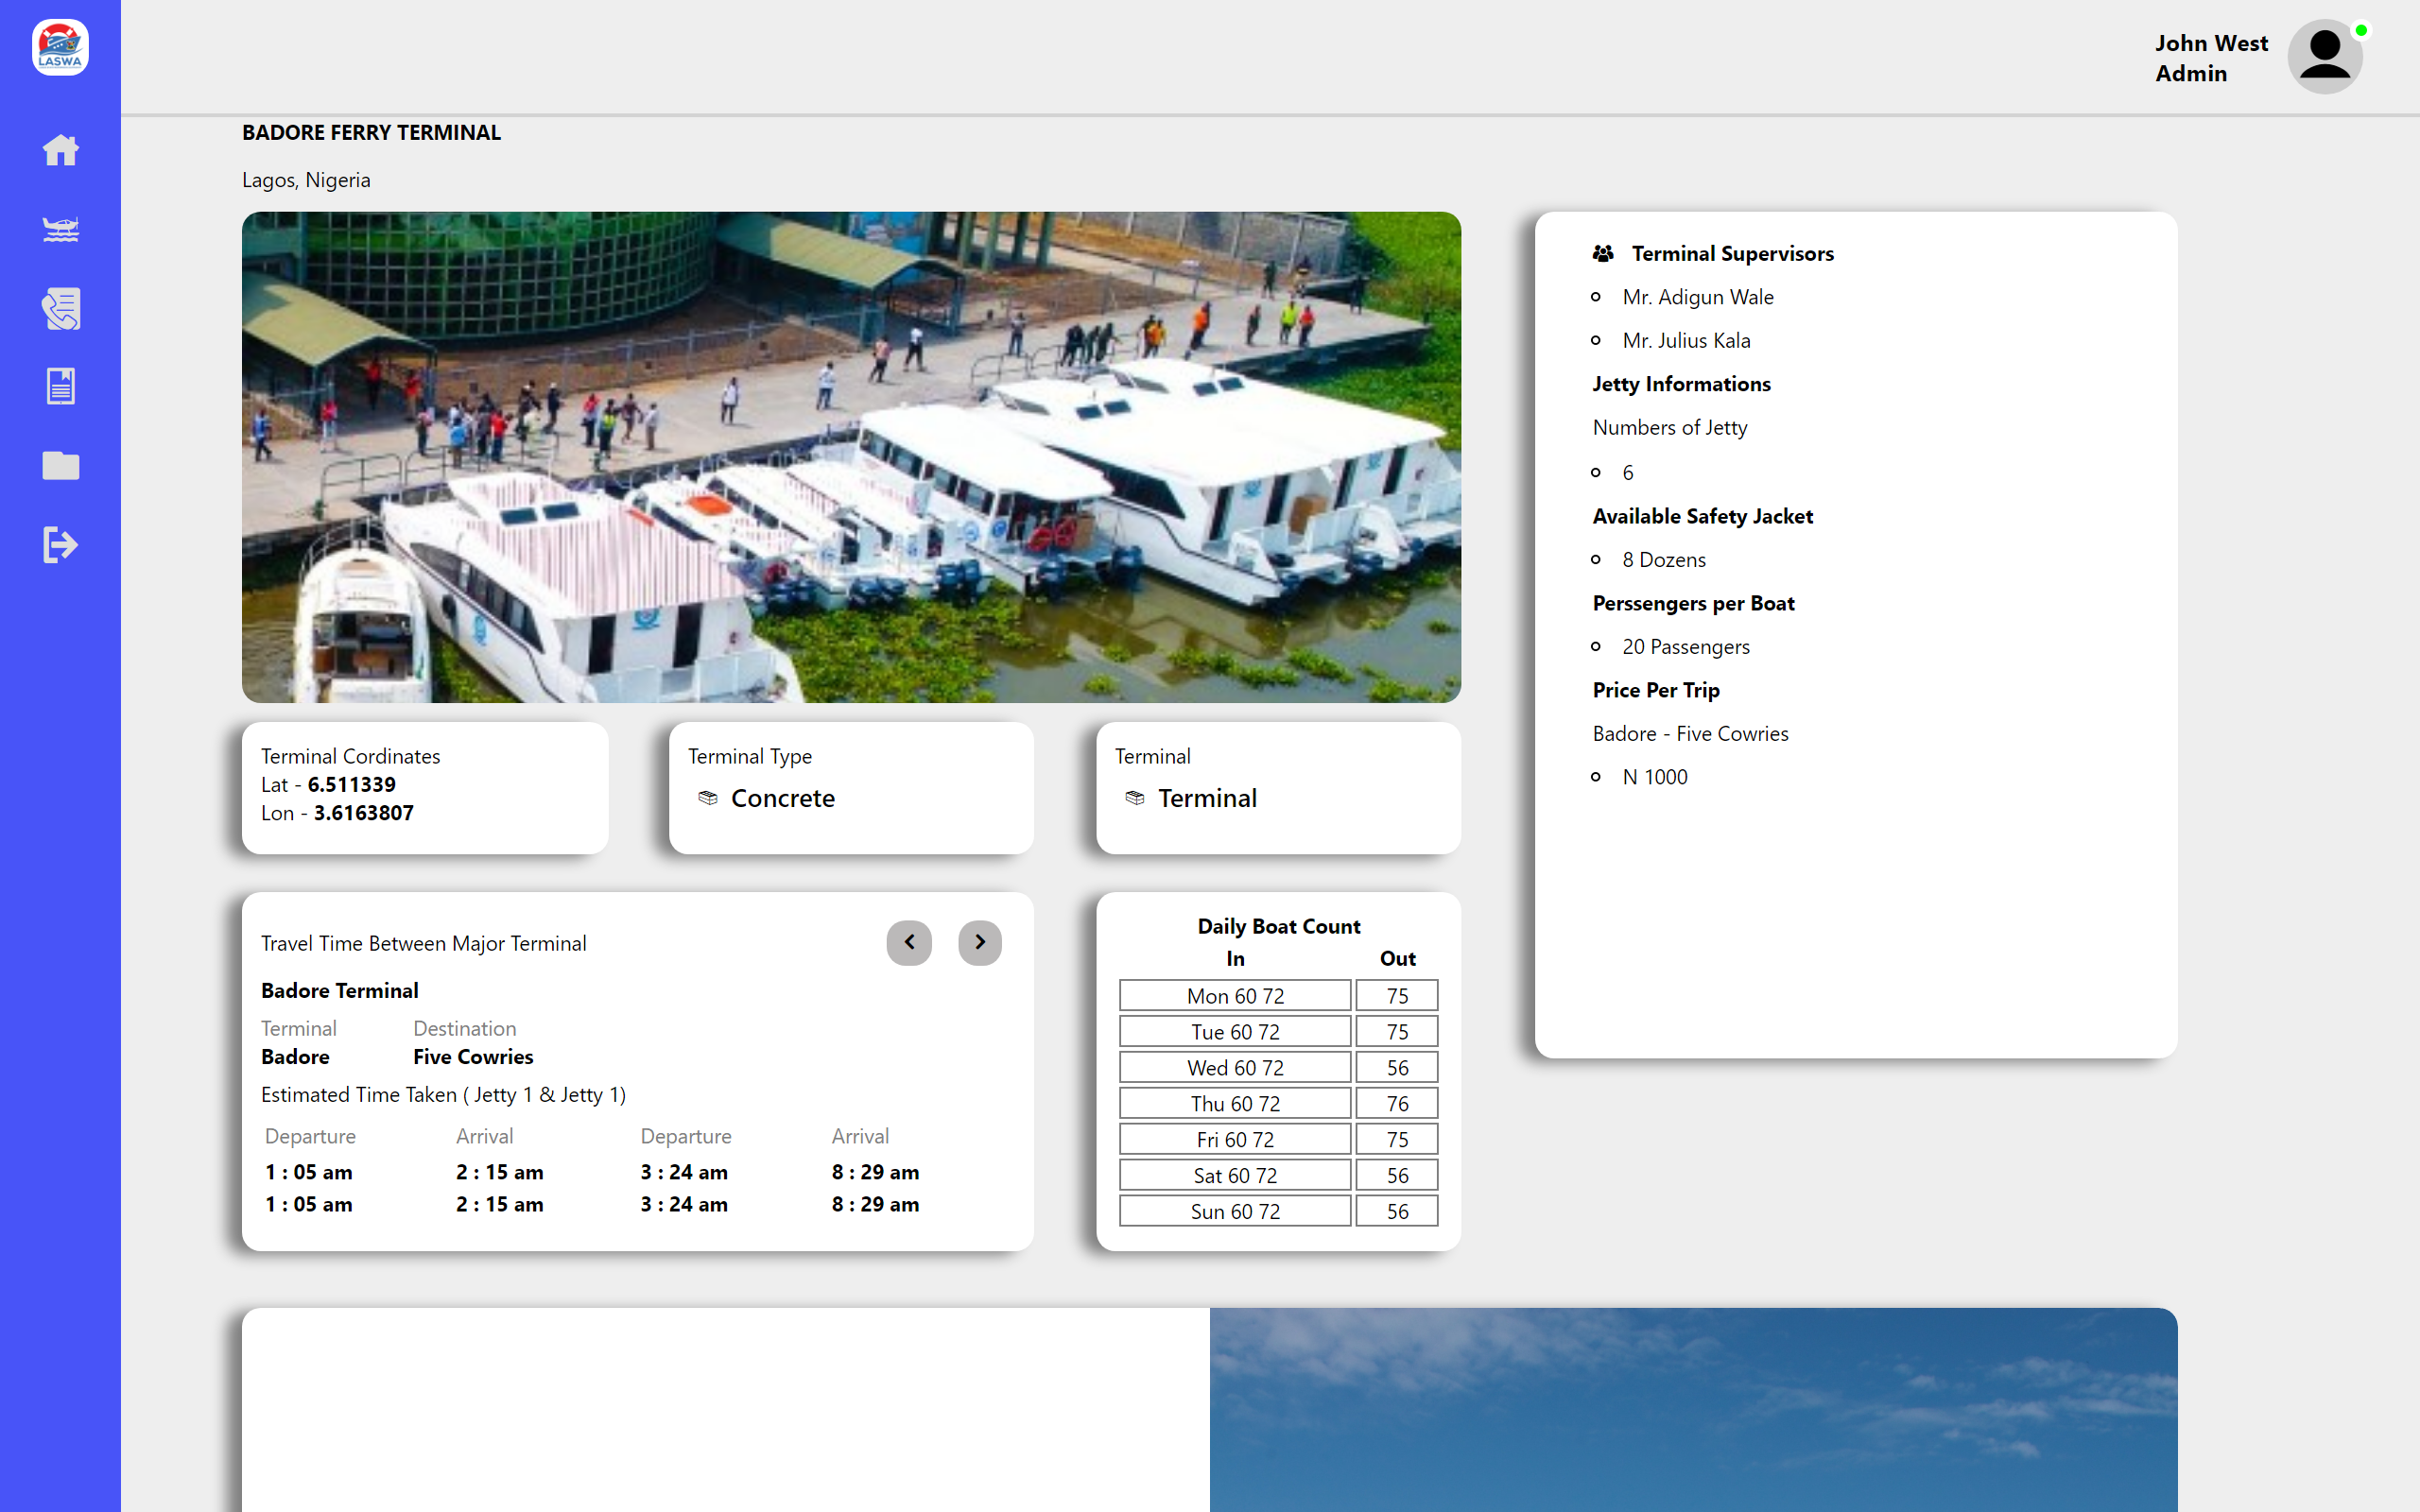 LASWA
John West
Admin
BADORE FERRY TERMINAL
Lagos, Nigeria
Terminal Cordinates
Lat - 6.511339
Lon - 3.6163807
Terminal Type
Concrete
Terminal
Terminal
Travel Time Between Major Terminal
Badore Terminal
Terminal Destination
Badore Five Cowries
Estimated Time Taken ( Jetty 1 & Jetty 1)
Departure Arrival Departure Arrival
1 : 05 am 2 : 15 am 3 : 24 am 8 : 29 am
1 : 05 am 2 : 15 am 3 : 24 am 8 : 29 am
Daily Boat Count
In Out
Mon 60 72 75
Tue 60 72 75
Wed 60 72 56
Thu 60 72 76
Fri 60 72 75
Sat 60 72 56
Sun 60 72 56
Terminal Supervisors
Mr. Adigun Wale
Mr. Julius Kala
Jetty Informations
Numbers of Jetty
6
Available Safety Jacket
8 Dozens
Perssengers per Boat
20 Passengers
Price Per Trip
Badore - Five Cowries
N 1000